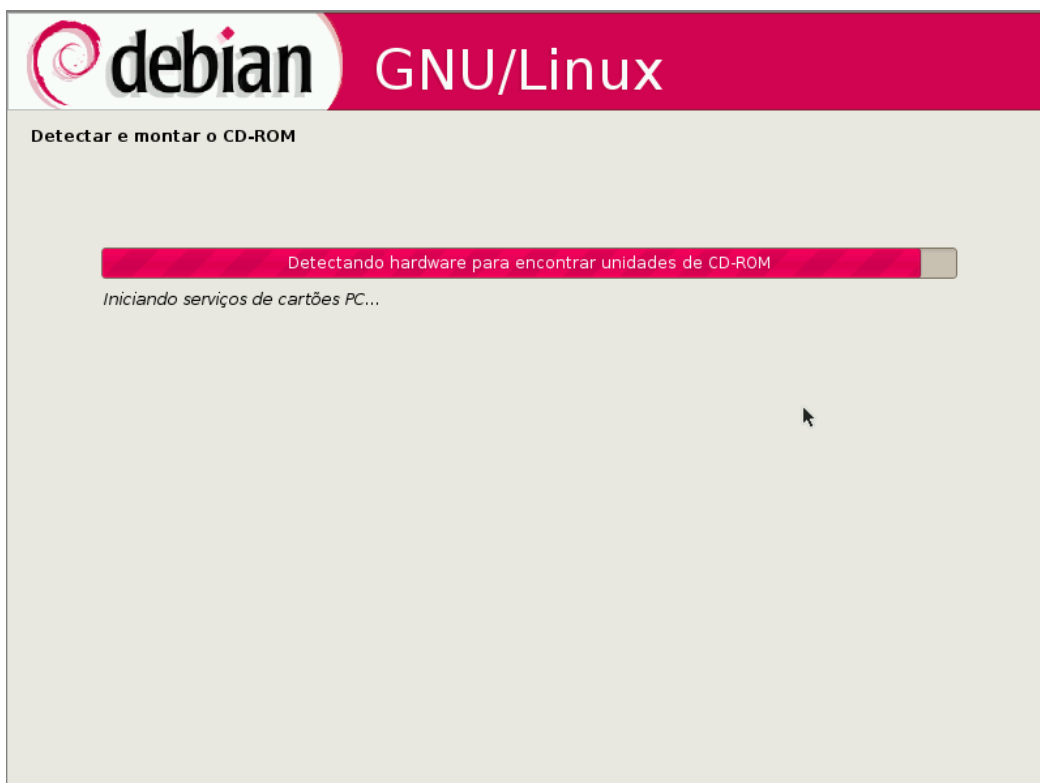 debian GNU/Linux
Detectar e montar o CD-ROM
Detectando hardware para encontrar unidades de CD-ROM
Iniciando serviços de cartões PC...